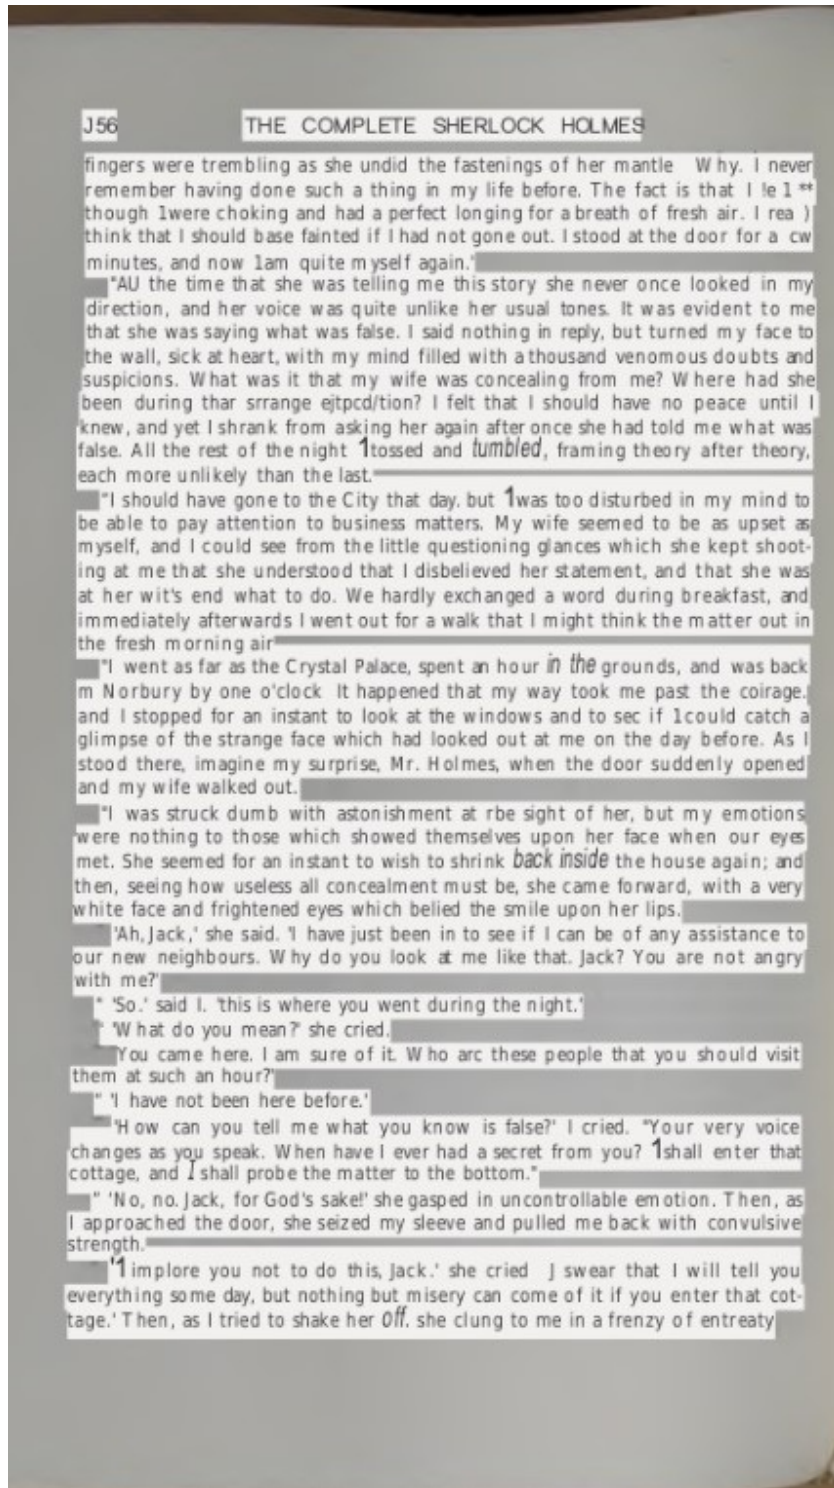 J56 THE COMPLETE SHERLOCK HOLMES
fingers were trembling as she undid the fastenings of her mantle Why. I never
remember having done such a thing in my life before. The fact is that I !e 1 **
though 1were choking and had a perfect longing for a breath of fresh air. I rea )
think that I should base fainted if I had not gone out. I stood at the door for a cw
minutes, and now 1am quite myself again.'
"AU the time that she was telling me this story she never once looked in my
direction, and her voice was quite unlike her usual tones. It was evident to me
that she was saying what was false. I said nothing in reply, but turned my face to
the wall, sick at heart, with my mind filled with a thousand venomous doubts and
suspicions. What was it that my wife was concealing from me? Where had she
been during thar srrange ejtpcd/tion? I felt that I should have no peace until I
knew, and yet I shrank from asking her again after once she had told me what was
false. All the rest of the night 1tossed and tumbled, framing theory after theory,
each more unlikely than the last.
"I should have gone to the City that day. but 1was too disturbed in my mind to
be able to pay attention to business matters. My wife seemed to be as upset as
myself, and I could see from the little questioning glances which she kept shoot-
ing at me that she understood that I disbelieved her statement, and that she was
at her wit's end what to do. We hardly exchanged a word during breakfast, and
immediately afterwards I went out for a walk that I might think the matter out in
the fresh morning air
"I went as far as the Crystal Palace, spent an hour in the grounds, and was back
m Norbury by one o'clock It happened that my way took me past the coirage.
and I stopped for an instant to look at the windows and to sec if 1could catch a
glimpse of the strange face which had looked out at me on the day before. As I
stood there, imagine my surprise, Mr. Holmes, when the door suddenly opened
and my wife walked out.
"I was struck dumb with astonishment at rbe sight of her, but my emotions
were nothing to those which showed themselves upon her face when our eyes
met. She seemed for an instant to wish to shrink back inside the house again; and
then, seeing how useless all concealment must be, she came forward, with a very
white face and frightened eyes which belied the smile upon her lips.
'Ah, Jack,' she said. 'I have just been in to see if I can be of any assistance to
our new neighbours. Why do you look at me like that. Jack? You are not angry
with me?'
" 'So.' said I. 'this is where you went during the night.'
" 'What do you mean?' she cried.
'You came here. I am sure of it. Who arc these people that you should visit
them at such an hour?'
" 'I have not been here before.'
'How can you tell me what you know is false?' I cried. "Your very voice
changes as you speak. When have I ever had a secret from you? 1shall enter that
cottage, and I shall probe the matter to the bottom."
" 'No, no. Jack, for God's sake!' she gasped in uncontrollable emotion. Then, as
I approached the door, she seized my sleeve and pulled me back with convulsive
strength.
'1 implore you not to do this, Jack.' she cried J swear that I will tell you
everything some day, but nothing but misery can come of it if you enter that cot-
tage.' Then, as I tried to shake her Off. she clung to me in a frenzy of entreaty